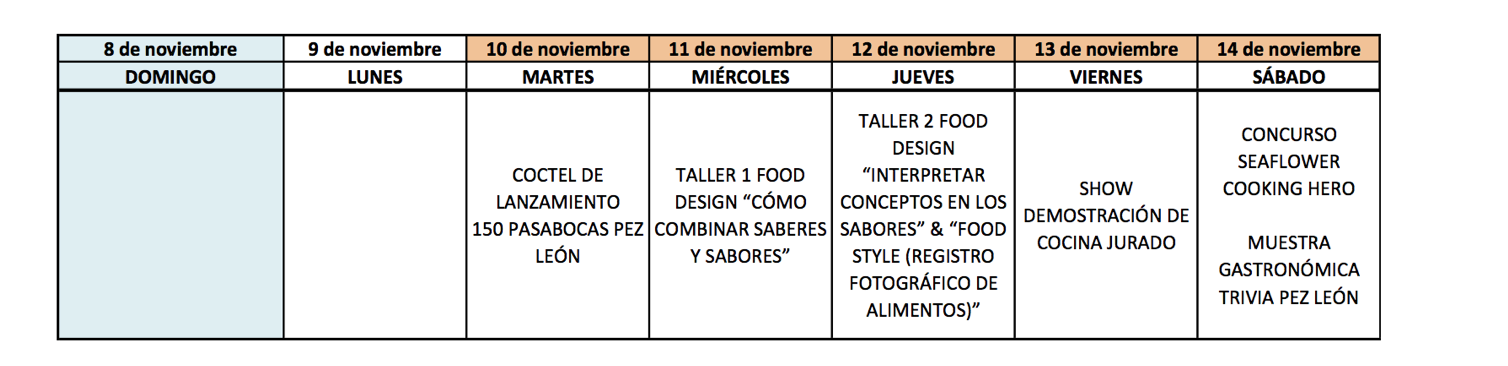 8 de noviembre 9 de noviembre 10 de noviembre 11 de noviembre 12 de noviembre 13 de noviembre 14 de noviembre
DOMINGO LUNES MARTES MIÉRCOLES JUEVES VIERNES SÁBADO
COCTEL DE
LANZAMIENTO
150 PASABOCAS PEZ
LEÓN
TALLER 1 FOOD
DESIGN “CÓMO
COMBINAR SABERES
Y SABORES”
TALLER 2 FOOD
DESIGN
“INTERPRETAR
CONCEPTOS EN LOS
SABORES” & “FOOD
STYLE (REGISTRO
FOTOGRÁFICO DE
ALIMENTOS)”
SHOW
DEMOSTRACIÓN DE
COCINA JURADO
CONCURSO
SEAFLOWER
COOKING HERO
MUESTRA
GASTRONÓMICA
TRIVIA PEZ LEÓN